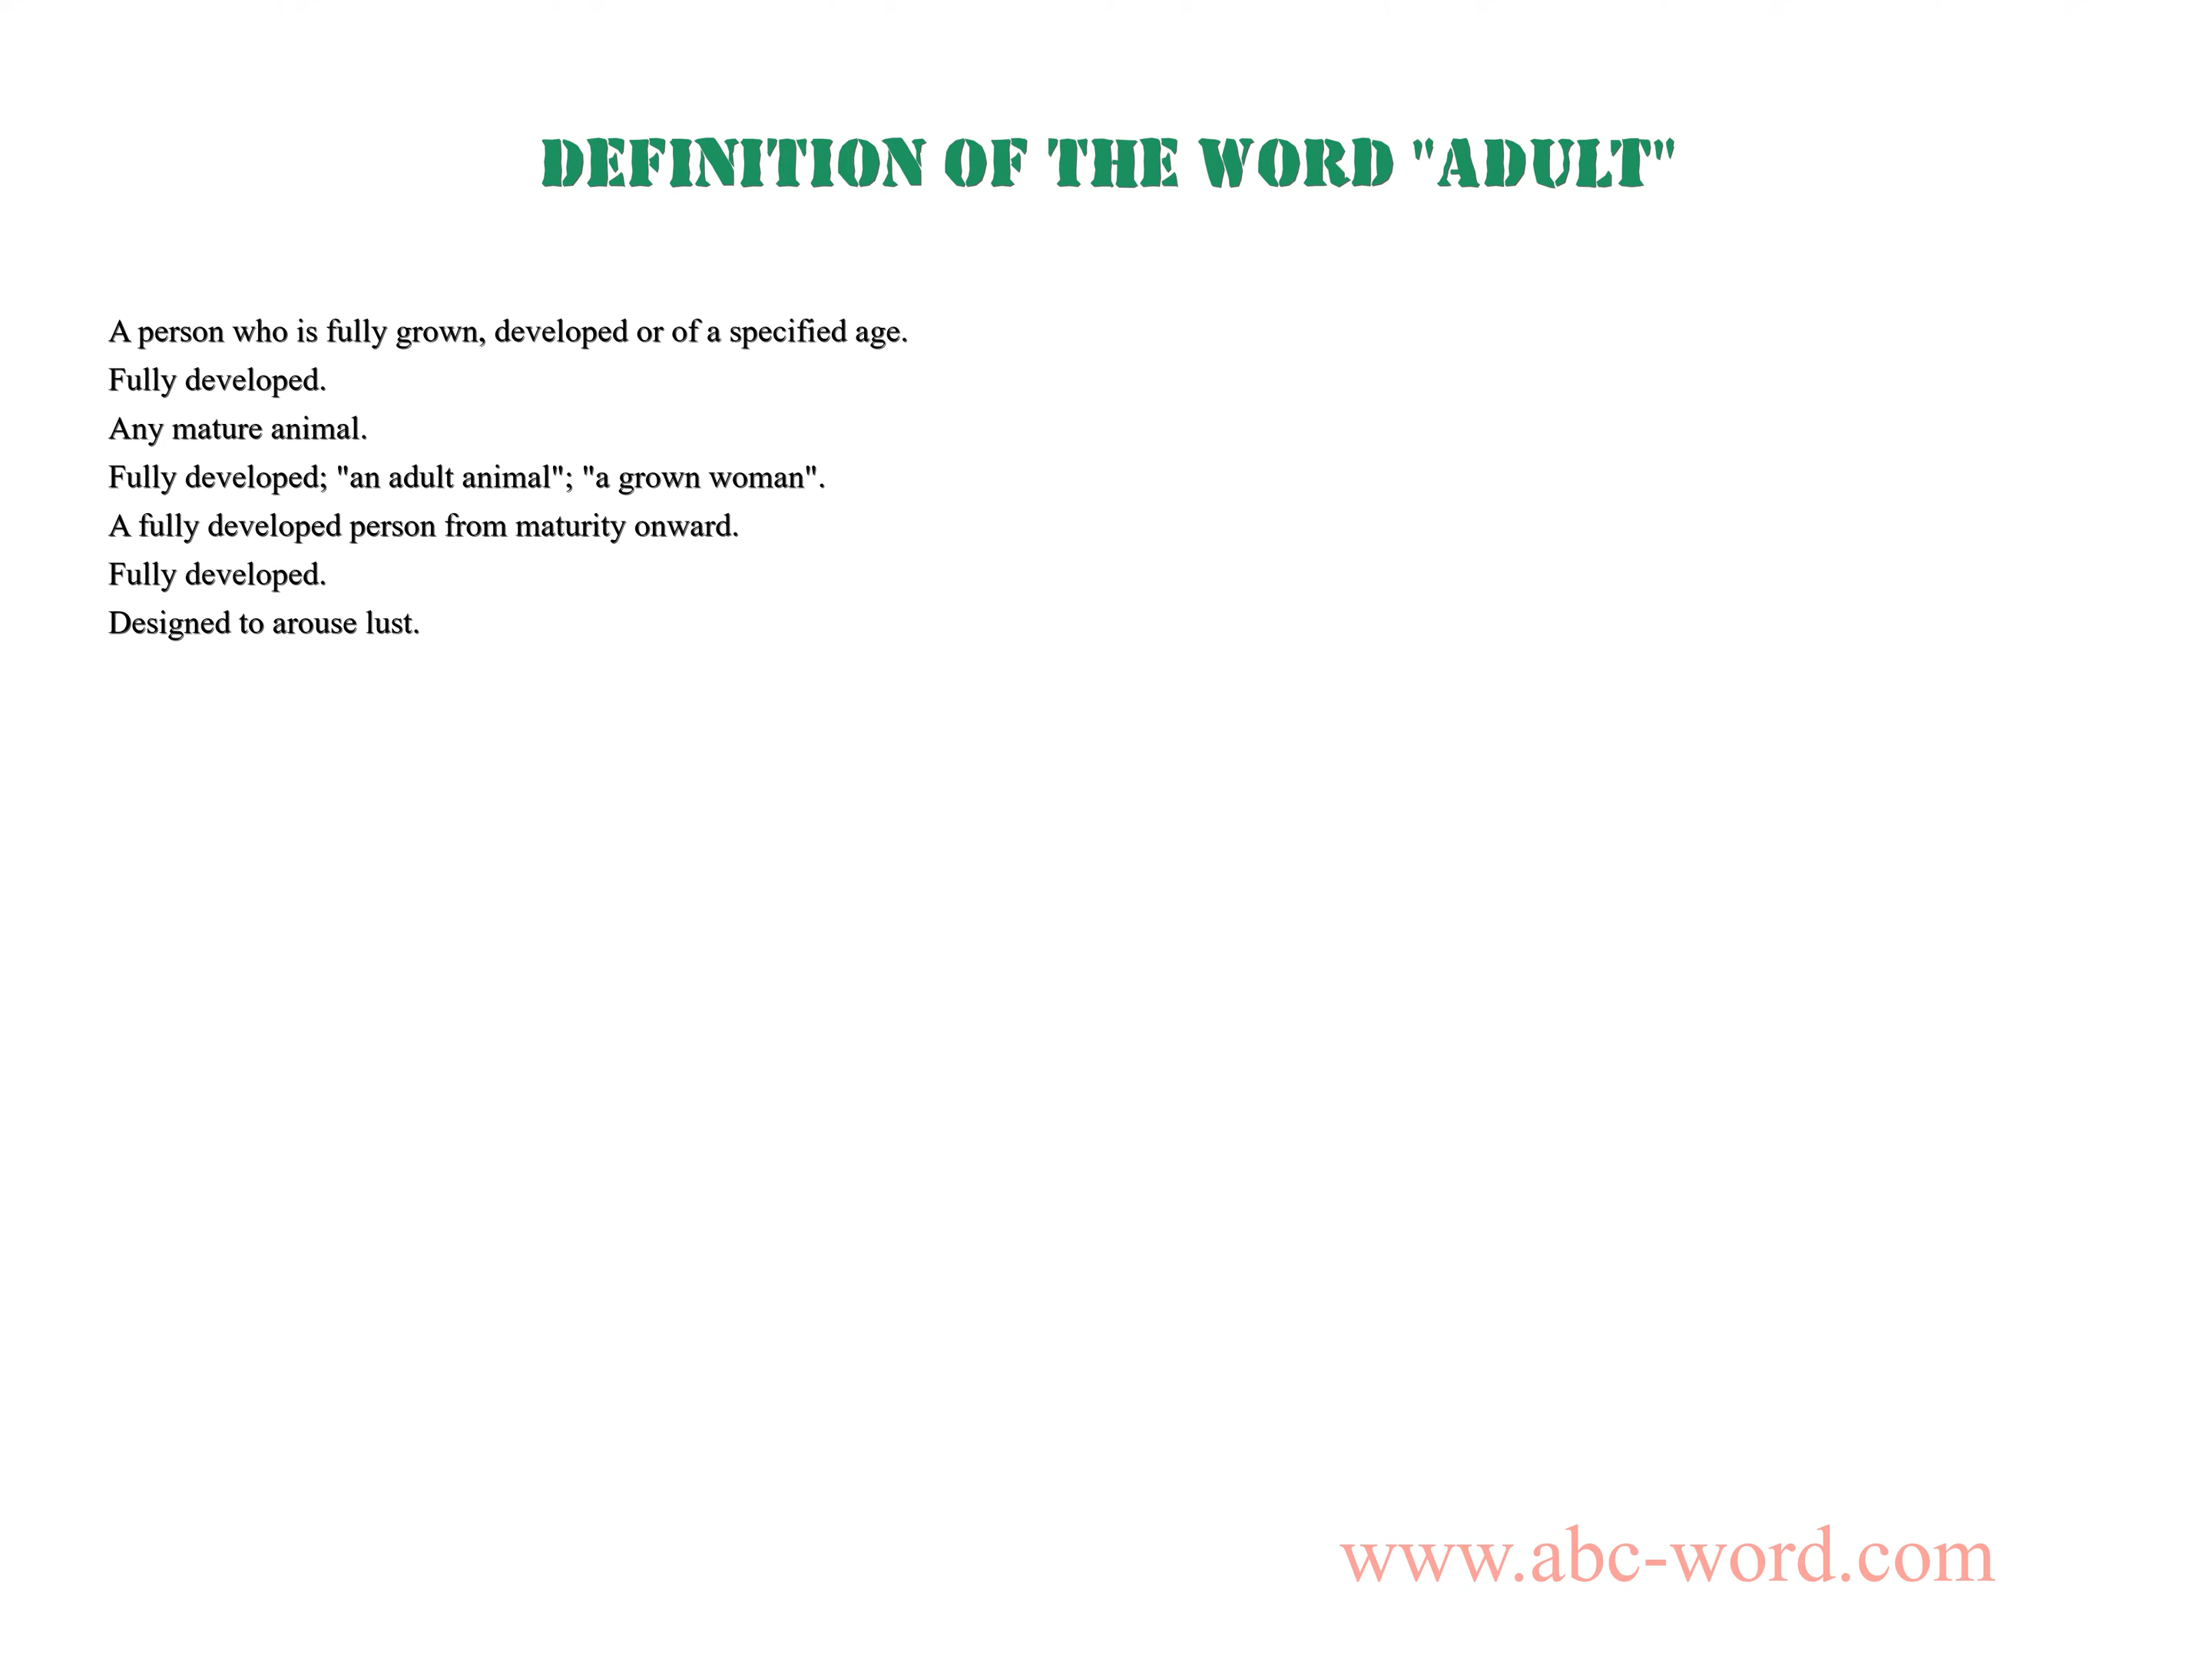 DEFINITION OF THE WORD "ADULT"
A person who is fully grown, developed or of a specified age.
Fully developed.
Any mature animal.
Fully developed; "an adult animal"; "a grown woman".
A fully developed person from maturity onward.
Fully developed.
Designed to arouse lust.
www.abc-word.com